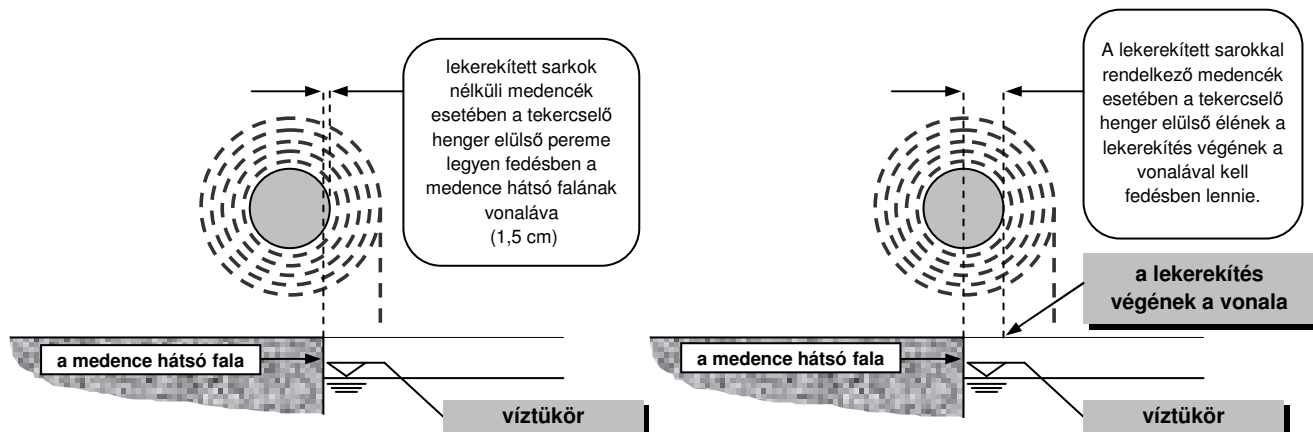 lekerekített sarkok
nélküli medencék
esetében a tekercselő
henger elülső pereme
legyen fedésben a
medence hátsó falának
vonaláva
(1,5 cm)
a medence hátsó fala
víztükör
A lekerekített sarokkal
rendelkező medencék
esetében a tekercselő
henger elülső élének a
lekerekítés végének a
vonalával kell
fedésben lennie.
a lekerekítés
végének a vonala
a medence hátsó fala
víztükör